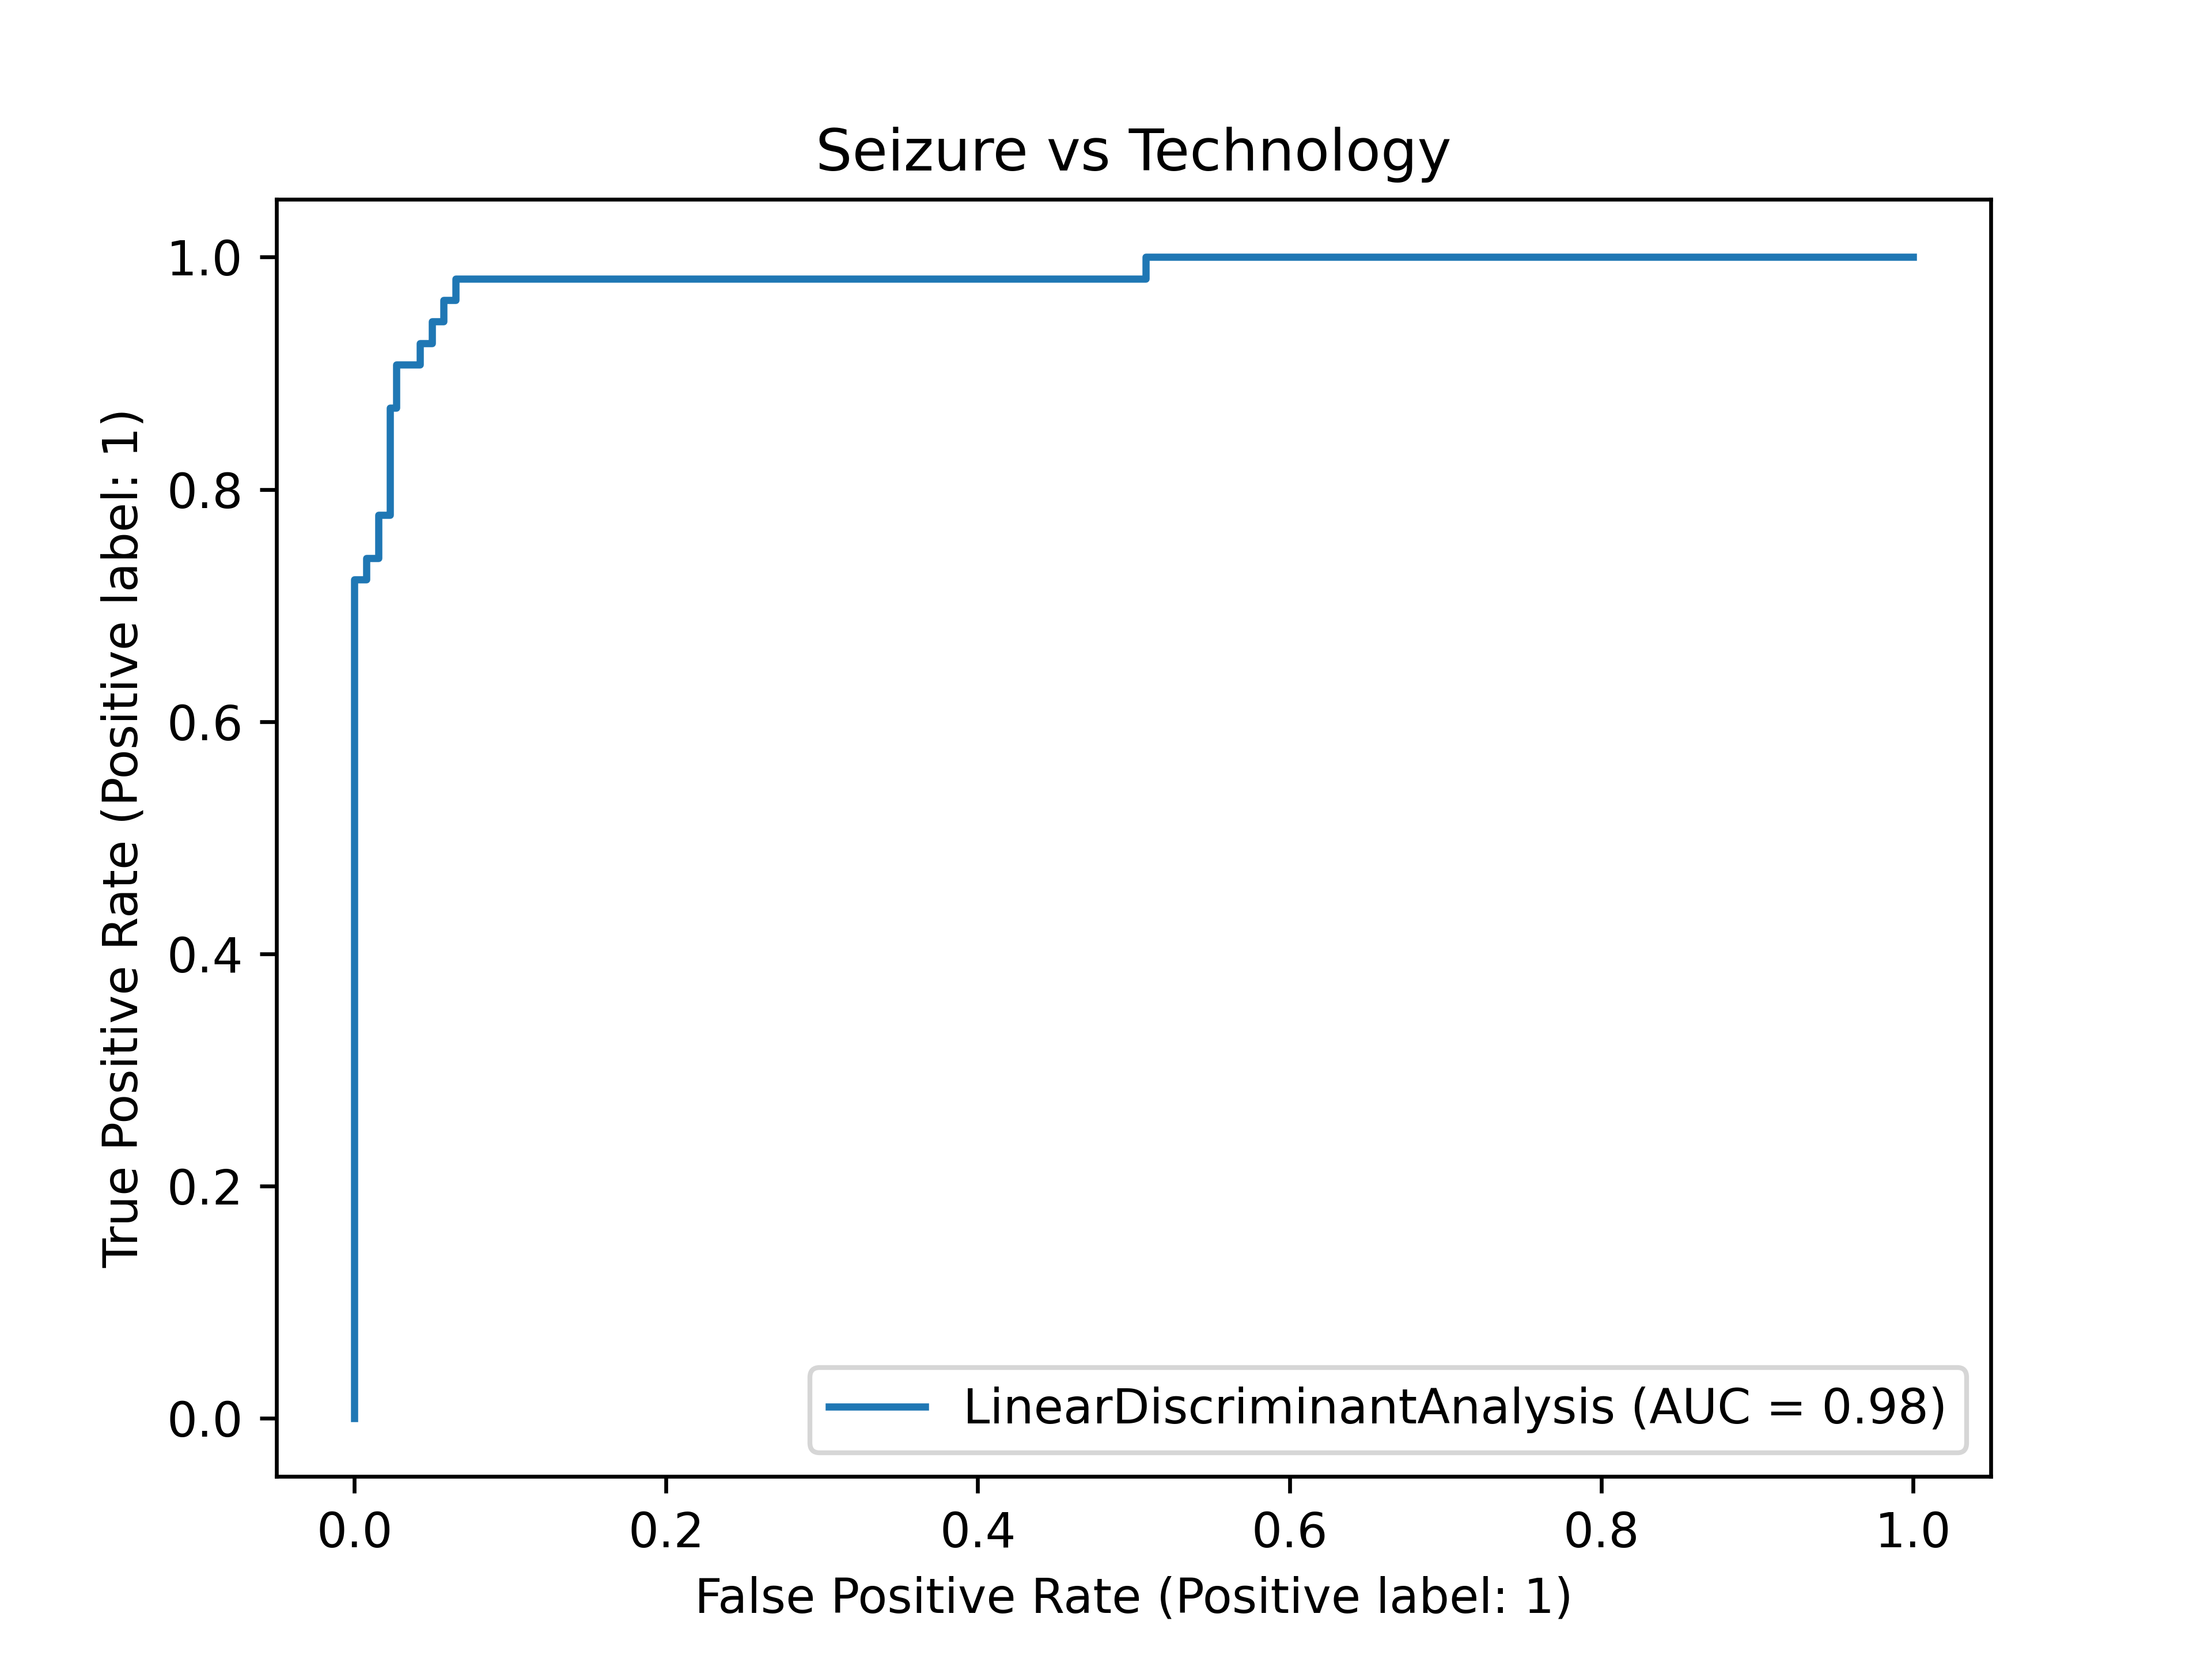 Seizure vs Technology
1.0
0.8
0.6
0.4
0.2
0.0
True Positive Rate (Positive label: 1)
LinearDiscriminantAnalysis (AUC = 0.98)
0.0 0.2 0.4 0.6 0.8 1.0
False Positive Rate (Positive label: 1)